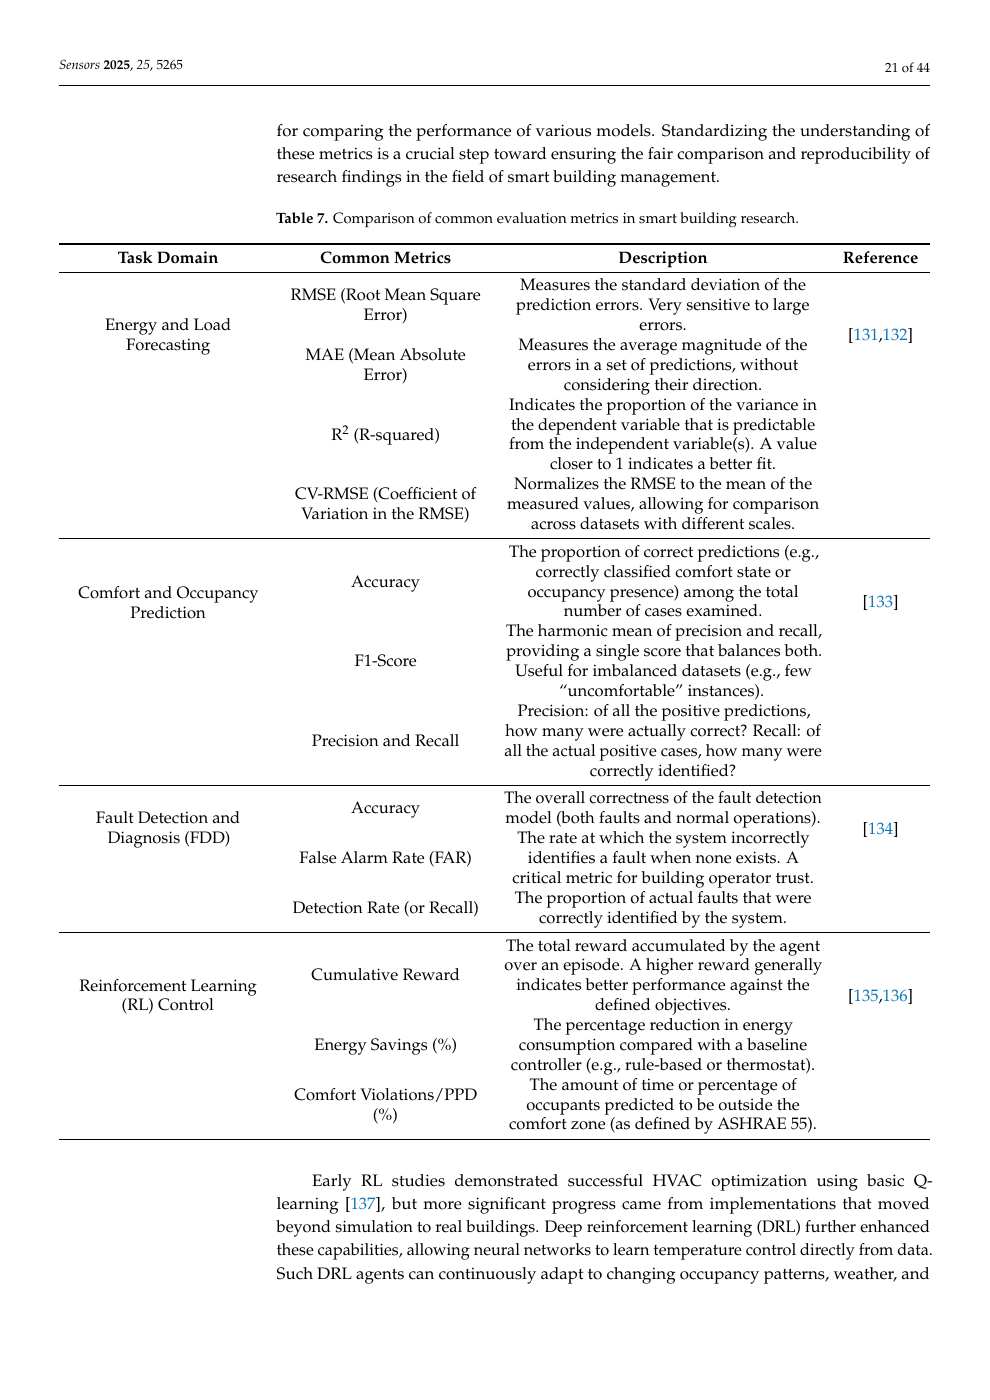 Sensors 2025, 25, 5265
21 of 44
for comparing the performance of various models. Standardizing the understanding of
these metrics is a crucial step toward ensuring the fair comparison and reproducibility of
research findings in the field of smart building management.
Table 7. Comparison of common evaluation metrics in smart building research.
Task Domain Common Metrics Description Reference
Energy and Load
Forecasting
RMSE (Root Mean Square
Error)
Measures the standard deviation of the
prediction errors. Very sensitive to large
errors.
[131,132]
MAE (Mean Absolute
Error)
Measures the average magnitude of the
errors in a set of predictions, without
considering their direction.
R² (R-squared)
Indicates the proportion of the variance in
the dependent variable that is predictable
from the independent variable(s). A value
closer to 1 indicates a better fit.
CV-RMSE (Coefficient of
Variation in the RMSE)
Normalizes the RMSE to the mean of the
measured values, allowing for comparison
across datasets with different scales.
Comfort and Occupancy
Prediction
Accuracy
The proportion of correct predictions (e.g.,
correctly classified comfort state or
occupancy presence) among the total
number of cases examined.
[133]
F1-Score
The harmonic mean of precision and recall,
providing a single score that balances both.
Useful for imbalanced datasets (e.g., few
“uncomfortable” instances).
Precision and Recall
Precision: of all the positive predictions,
how many were actually correct? Recall: of
all the actual positive cases, how many were
correctly identified?
Fault Detection and
Diagnosis (FDD)
Accuracy
The overall correctness of the fault detection
model (both faults and normal operations).
[134]
False Alarm Rate (FAR)
The rate at which the system incorrectly
identifies a fault when none exists. A
critical metric for building operator trust.
Detection Rate (or Recall)
The proportion of actual faults that were
correctly identified by the system.
Reinforcement Learning
(RL) Control
Cumulative Reward
The total reward accumulated by the agent
over an episode. A higher reward generally
indicates better performance against the
defined objectives.
[135,136]
Energy Savings (%)
The percentage reduction in energy
consumption compared with a baseline
controller (e.g., rule-based or thermostat).
Comfort Violations/PPD
(%)
The amount of time or percentage of
occupants predicted to be outside the
comfort zone (as defined by ASHRAE 55).
Early RL studies demonstrated successful HVAC optimization using basic Q-
learning [137], but more significant progress came from implementations that moved
beyond simulation to real buildings. Deep reinforcement learning (DRL) further enhanced
these capabilities, allowing neural networks to learn temperature control directly from data.
Such DRL agents can continuously adapt to changing occupancy patterns, weather, and